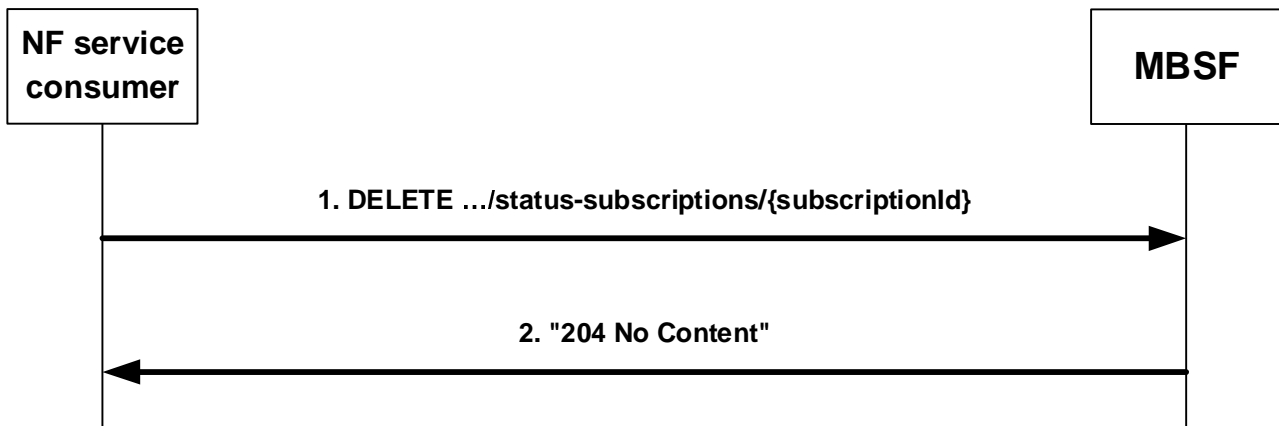 NF service
consumer
MBSF
1. DELETE …/status-subscriptions/{subscriptionId}
2. "204 No Content"